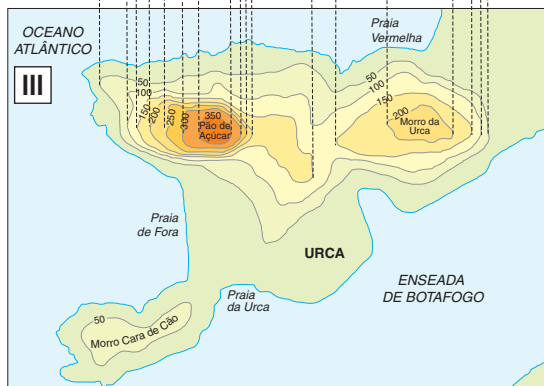 OCEANO
ATLÂNTICO
III
Praia
Vermelha
50
100
150
200
250
300
350
Pão de
Açúcar
50
100
150
200
Morro da
Urca
Praia
de Fora
URCA
ENSEADA
DE BOTAFOGO
Praia
da Urca
50
Morro Cara de Cão